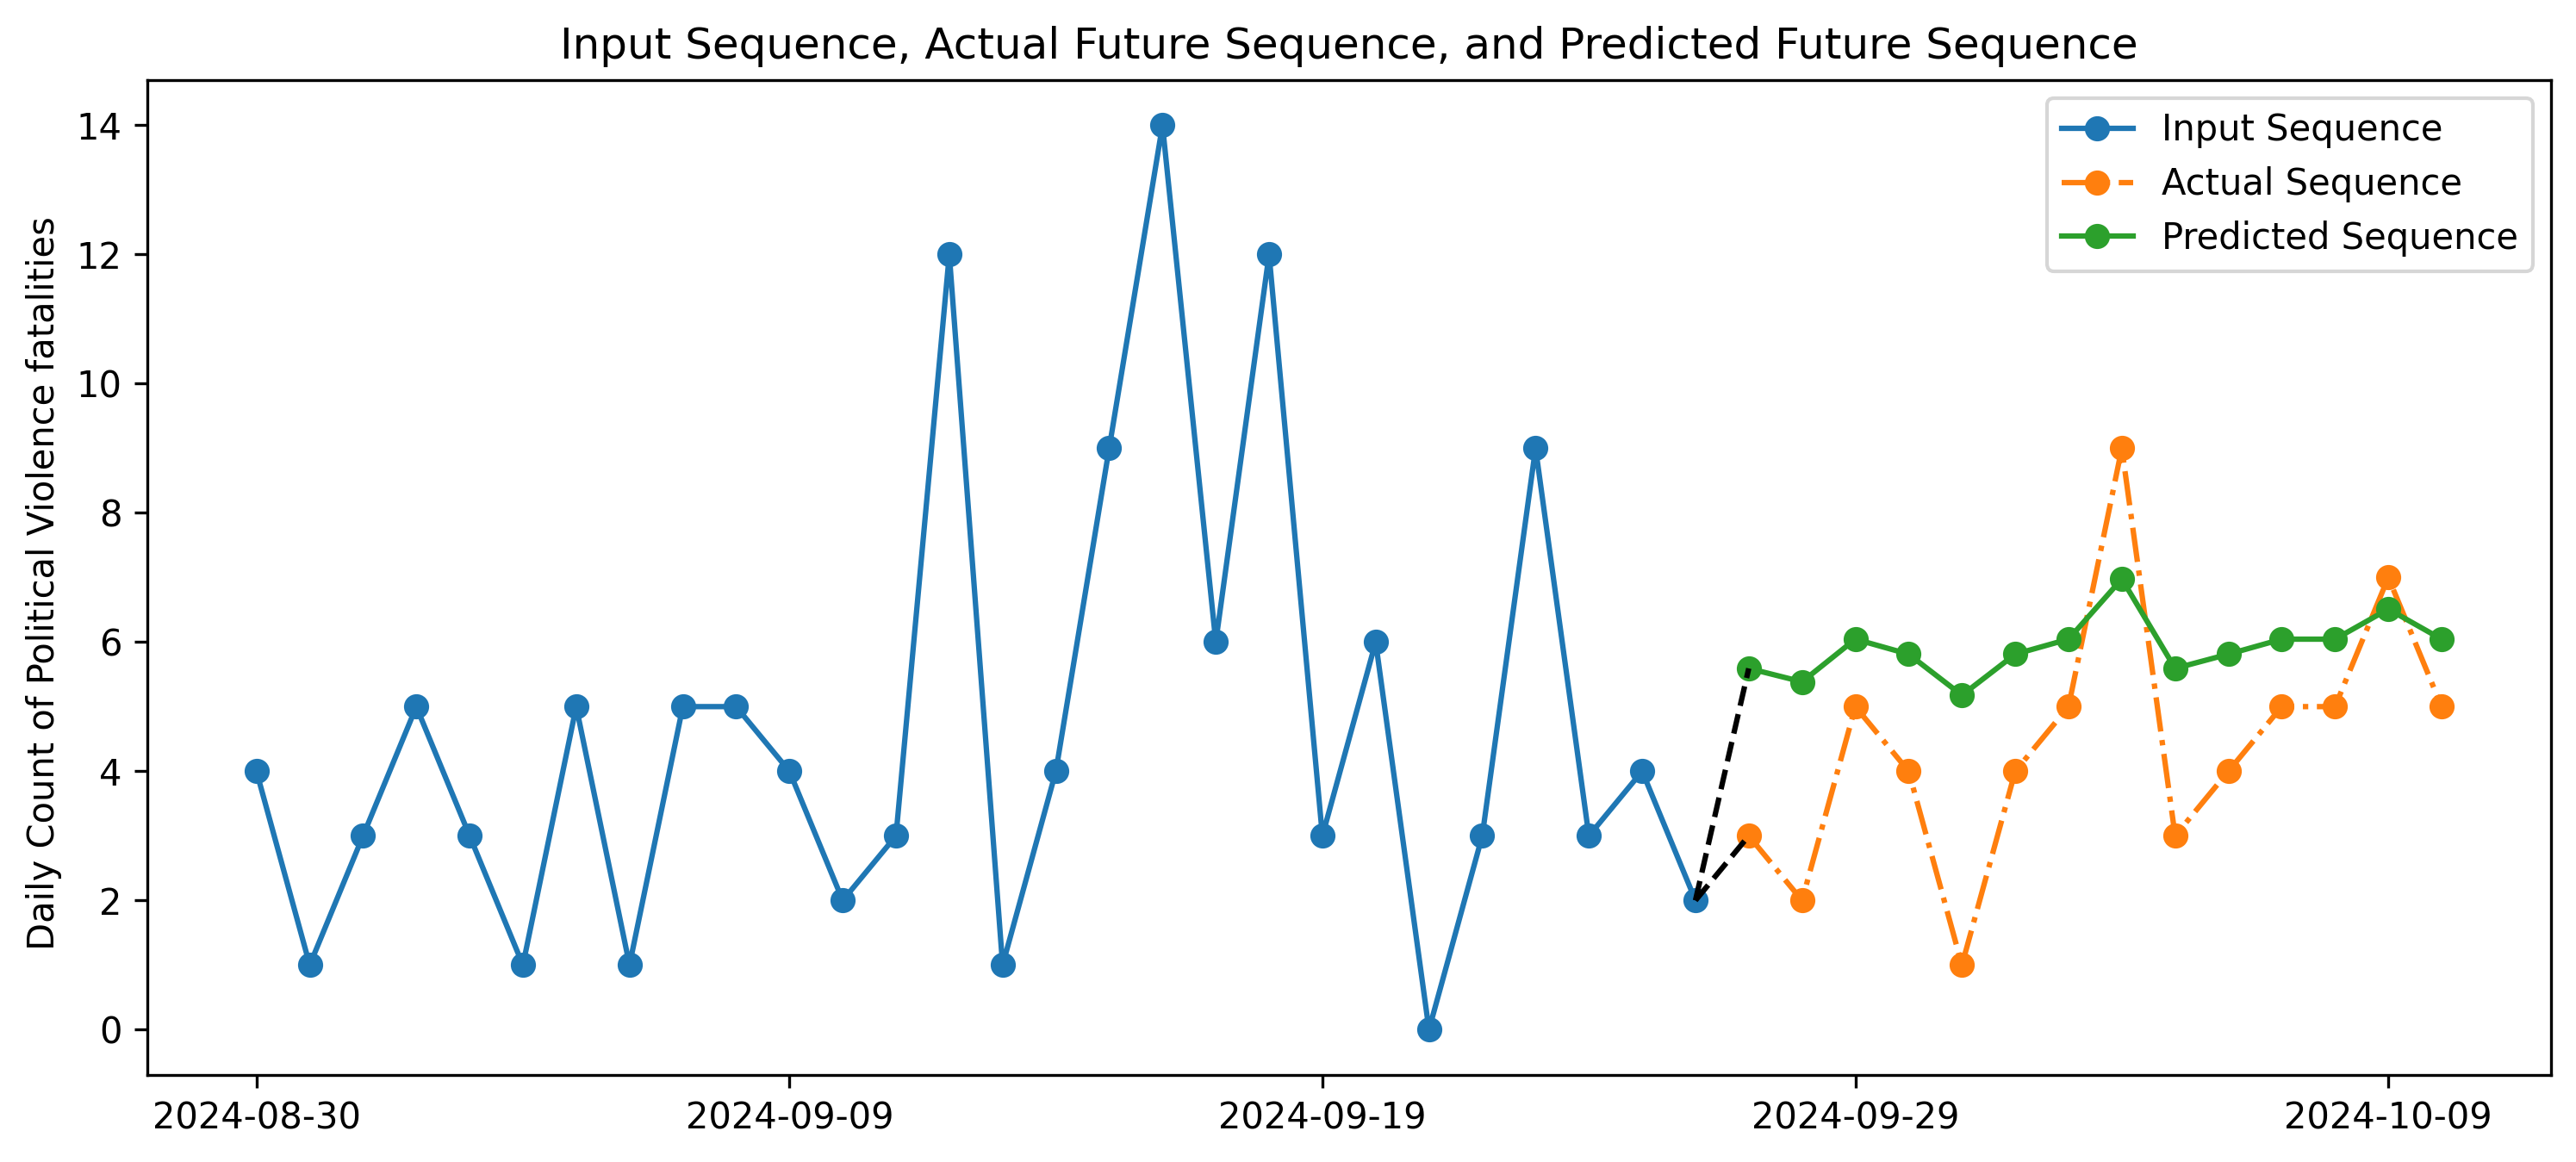 Input Sequence, Actual Future Sequence, and Predicted Future Sequence
Daily Count of Political Violence fatalities
14
12
10
8
6
4
2
0
Input Sequence
Actual Sequence
Predicted Sequence
2024-08-30
2024-09-09
2024-09-19
2024-09-29
2024-10-09